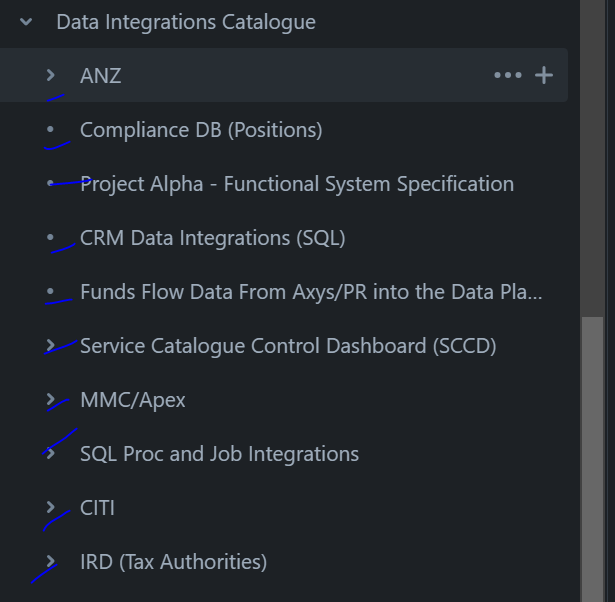 Data Integrations Catalogue
ANZ
Compliance DB (Positions)
Project Alpha - Functional System Specification
CRM Data Integrations (SQL)
Funds Flow Data From Axys/PR into the Data Pla...
Service Catalogue Control Dashboard (SCCD)
MMC/Apex
SQL Proc and Job Integrations
CITI
IRD (Tax Authorities)